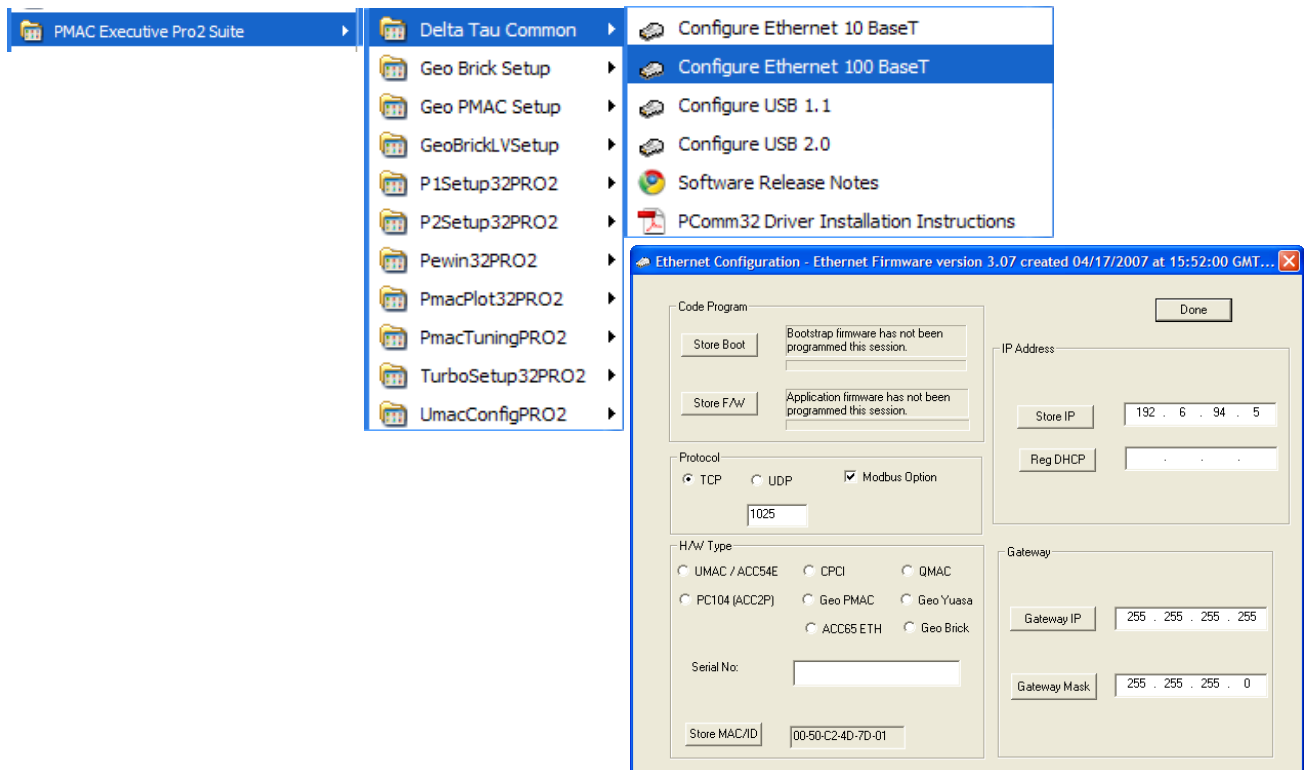 PMAC Executive Pro2 Suite
Delta Tau Common
Geo Brick Setup
Geo PMAC Setup
GeoBrickLVSetup
P1Setup32PRO2
P2Setup32PRO2
Pewin32PRO2
PmacPlot32PRO2
PmacTuningPRO2
TurboSetup32PRO2
UmacConfigPRO2
Configure Ethernet 10 BaseT
Configure Ethernet 100 BaseT
Configure USB 1.1
Configure USB 2.0
Software Release Notes
PComm32 Driver Installation Instructions
Ethernet Configuration - Ethernet Firmware version 3.07 created 04/17/2007 at 15:52:00 GMT...
Code Program
Store Boot
Bootstrap firmware has not been
programmed this session.
Store F/W
Application firmware has not been
programmed this session.
Done
IP Address
Store IP
192 . 6 . 94 . 5
Reg DHCP
. . .
Protocol
TCP UDP Modbus Option
1025
H/W Type
UMAC / ACC54E CPCI QMAC
PC104 (ACC2P) Geo PMAC Geo Yuasa
ACC65 ETH Geo Brick
Serial No:
Store MAC/ID
00-50-C2-4D-7D-01
Gateway
Gateway IP
255 . 255 . 255 . 255
Gateway Mask
255 . 255 . 255 . 0